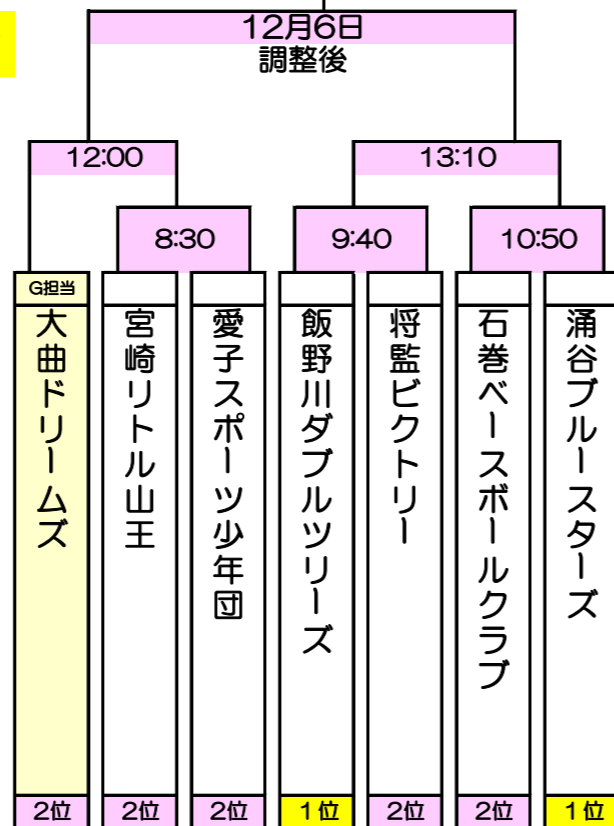 12月6日
調整後
12:00
13:10
8:30
9:40
10:50
G担当
大曲ドリームズ
宮崎リトル山王
愛子スポーツ少年団
飯野川ダブルツリーズ
将監ビクトリー
石巻ベースボールクラブ
涌谷ブルースターズ
2位
2位
2位
1位
2位
2位
1位